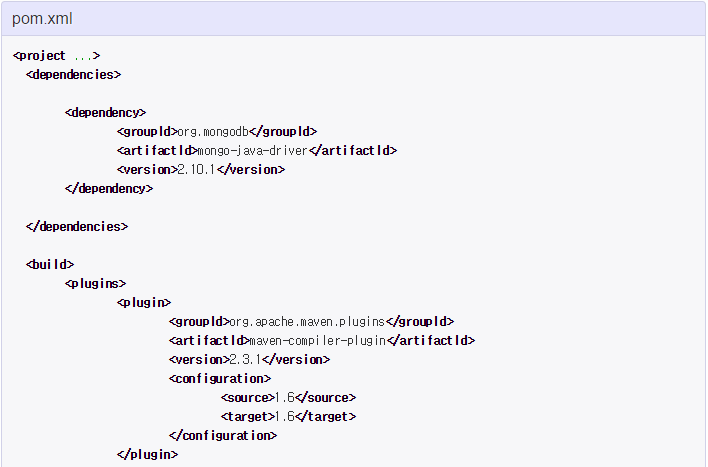 pom.xml
<project ...>
<dependencies>
<dependency>
<groupId>org.mongodb</groupId>
<artifactId>mongo-java-driver</artifactId>
<version>2.10.1</version>
</dependency>
</dependencies>
<build>
<plugins>
<plugin>
<groupId>org.apache.maven.plugins</groupId>
<artifactId>maven-compiler-plugin</artifactId>
<version>2.3.1</version>
<configuration>
<source>1.6</source>
<target>1.6</target>
</configuration>
</plugin>